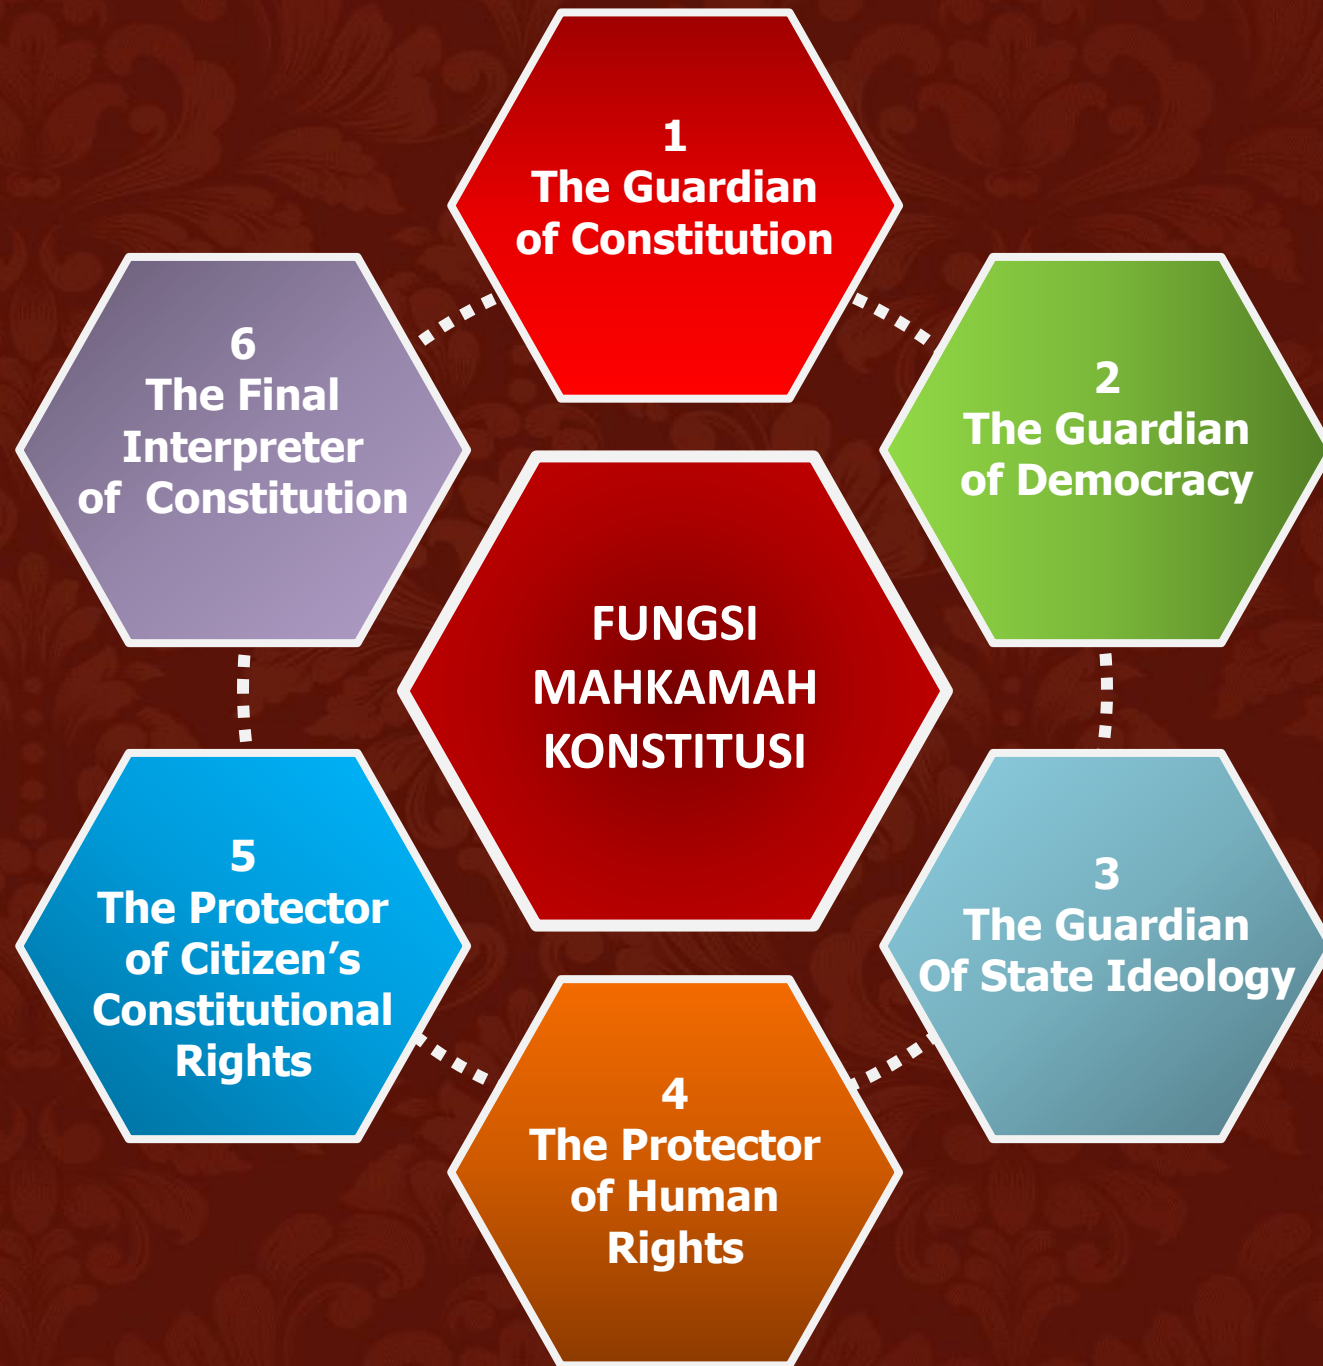 FUNGSI
MAHKAMAH
KONSTITUSI
1
The Guardian
of Constitution
2
The Guardian
of Democracy
3
The Guardian
Of State Ideology
4
The Protector
of Human
Rights
5
The Protector
of Citizen’s
Constitutional
Rights
6
The Final
Interpreter
of  Constitution